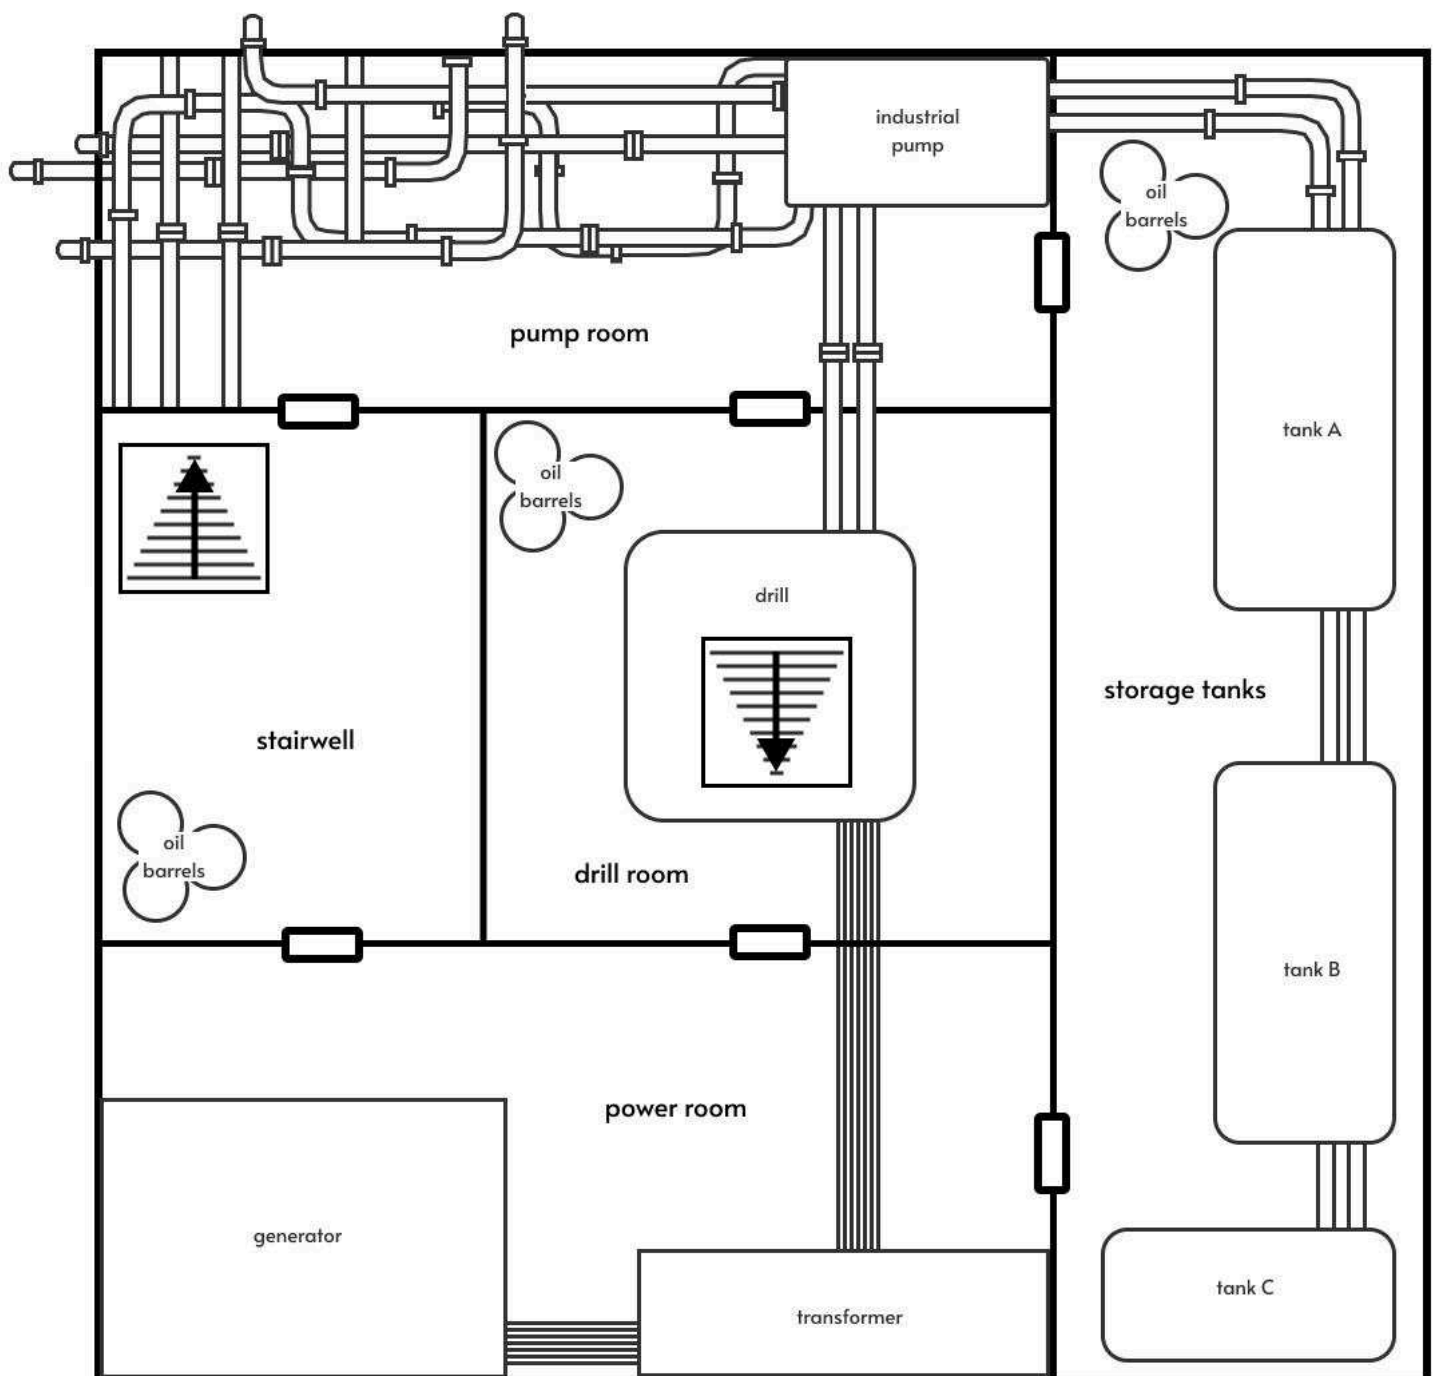 industrial
pump
oil
barrels
pump room
tank A
oil
barrels
drill
storage tanks
stairwell
oil
barrels
drill room
tank B
power room
generator
tank C
transformer